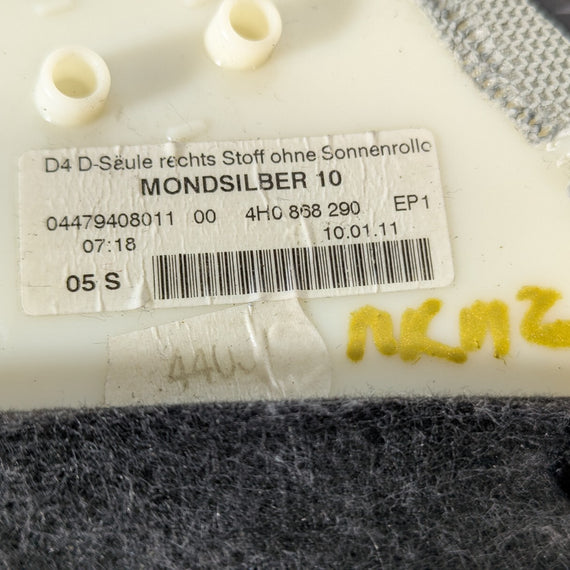 D4 D-Säule rechts Stoff ohne Sonnenrollo
MONDSILBER 10
04479408011 00 4H0 868 290 EP1
07:18 10.01.11
05 S